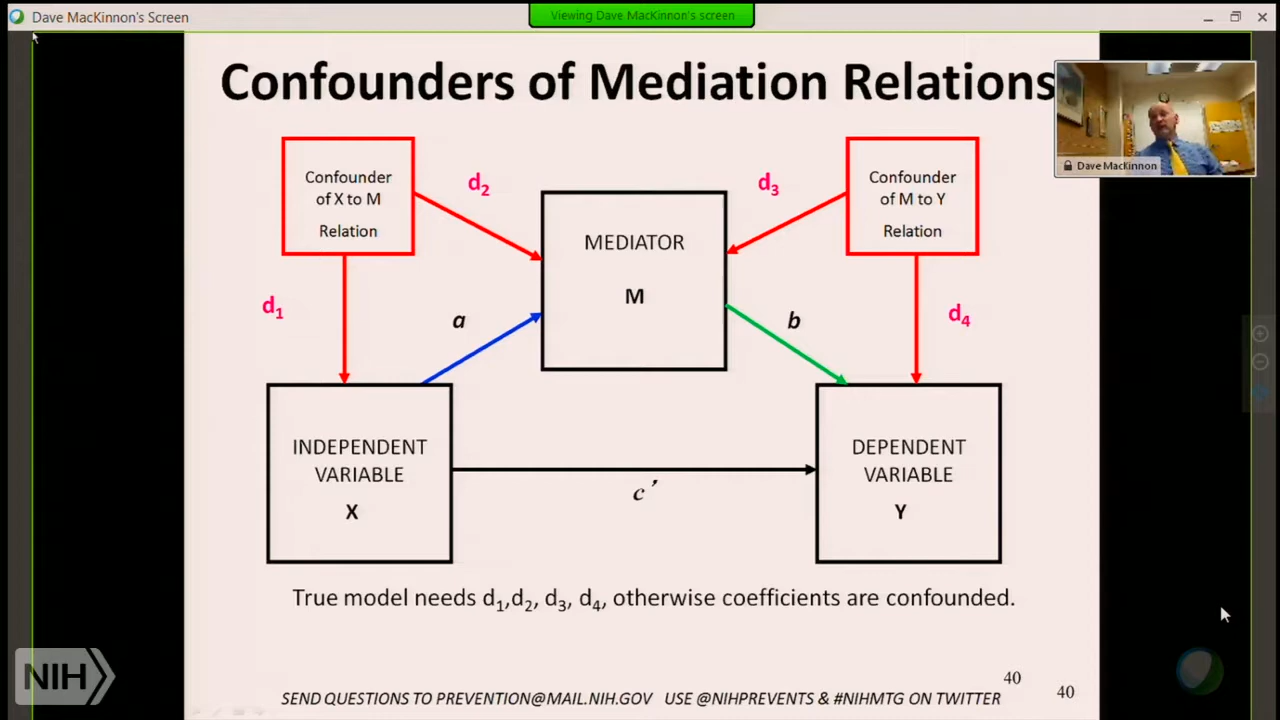 Dave MacKinnon's Screen
Viewing Dave MacKinnon's screen
Confounders of Mediation Relations
Dave MacKinnon
Confounder
of X to M
Relation
d₂
d₃
Confounder
of M to Y
Relation
MEDIATOR
M
d₁
a
b
d₄
INDEPENDENT
VARIABLE
X
DEPENDENT
VARIABLE
Y
c’
True model needs d₁,d₂, d₃, d₄, otherwise coefficients are confounded.
NIH
40
40
SEND QUESTIONS TO PREVENTION@MAIL.NIH.GOV USE @NIHPREVENTS & #NIHMTG ON TWITTER